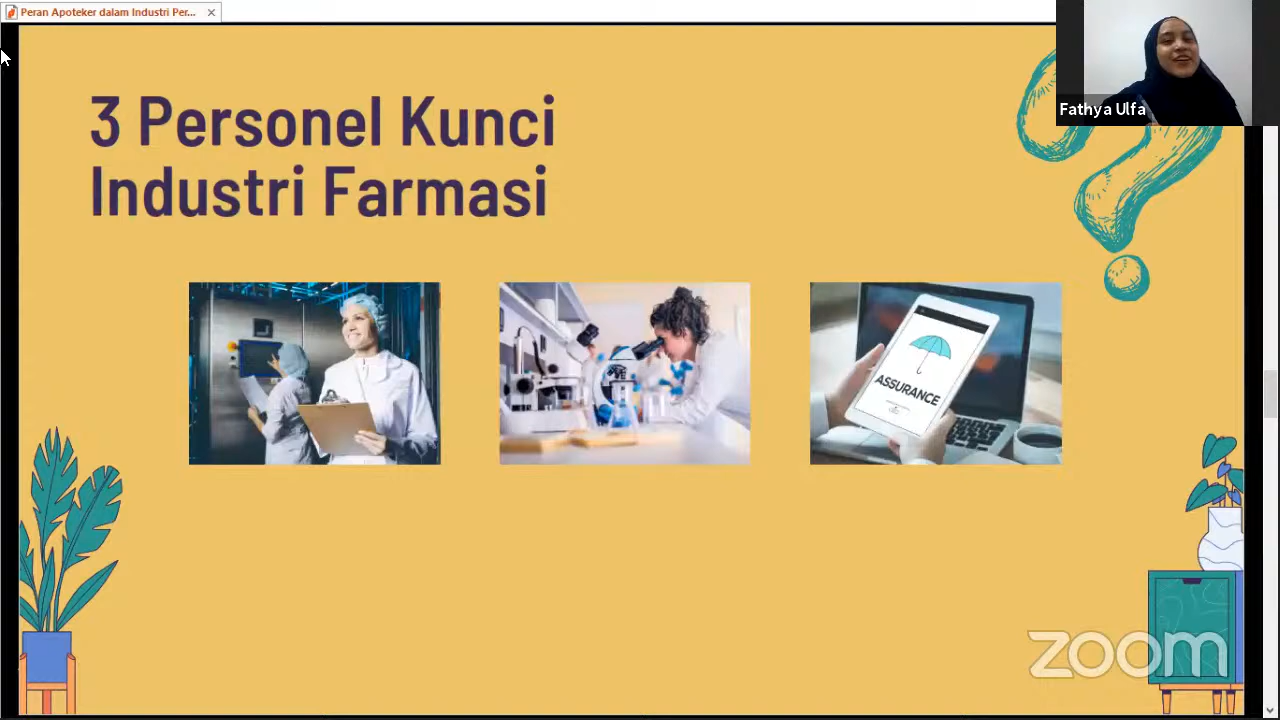 Peran Apoteker dalam Industri Per...
Fathya Ulfa
3 Personel Kunci
Industri Farmasi
ASSURANCE
zoom